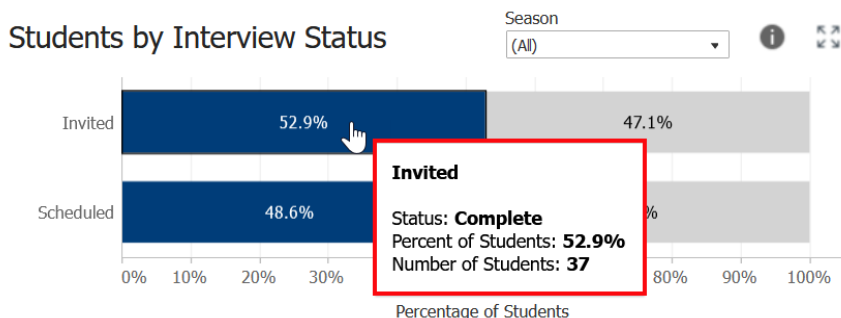 Season
Students by Interview Status
(All)
Invited
52.9%
47.1%
Invited
Scheduled
48.6%
Status: Complete
%
Percent of Students: 52.9%
Number of Students: 37
0% 10% 20% 30% 80% 90% 100%
Percentage of Students